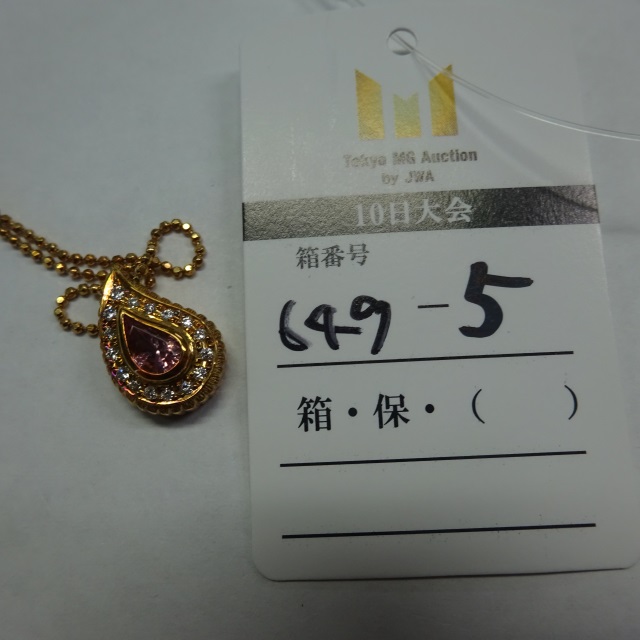 Tokyo MG Auction
by JWA
10日大会
箱番号
649-5
箱・保・（　　）